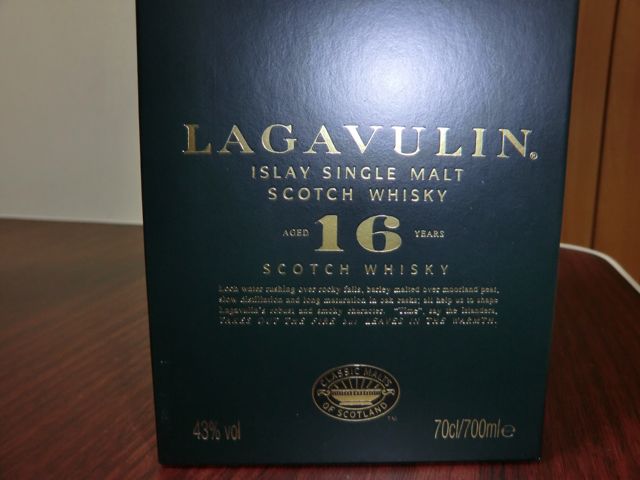 LAGAVULIN®
ISLAY SINGLE MALT
SCOTCH WHISKY
AGED 16 YEARS
SCOTCH WHISKY
Loch water rushing over rocky falls, barley malted over moorland peat,
slow distillation and long maturation in oak casks: all help us to shape
Lagavulin's robust and smoky character. "Time", say the islanders,
TAKES OUT THE FIRE BUT LEAVES IN THE WARMTH.
CLASSIC MALTS
OF SCOTLAND
TM
43% vol
70cl/700ml e